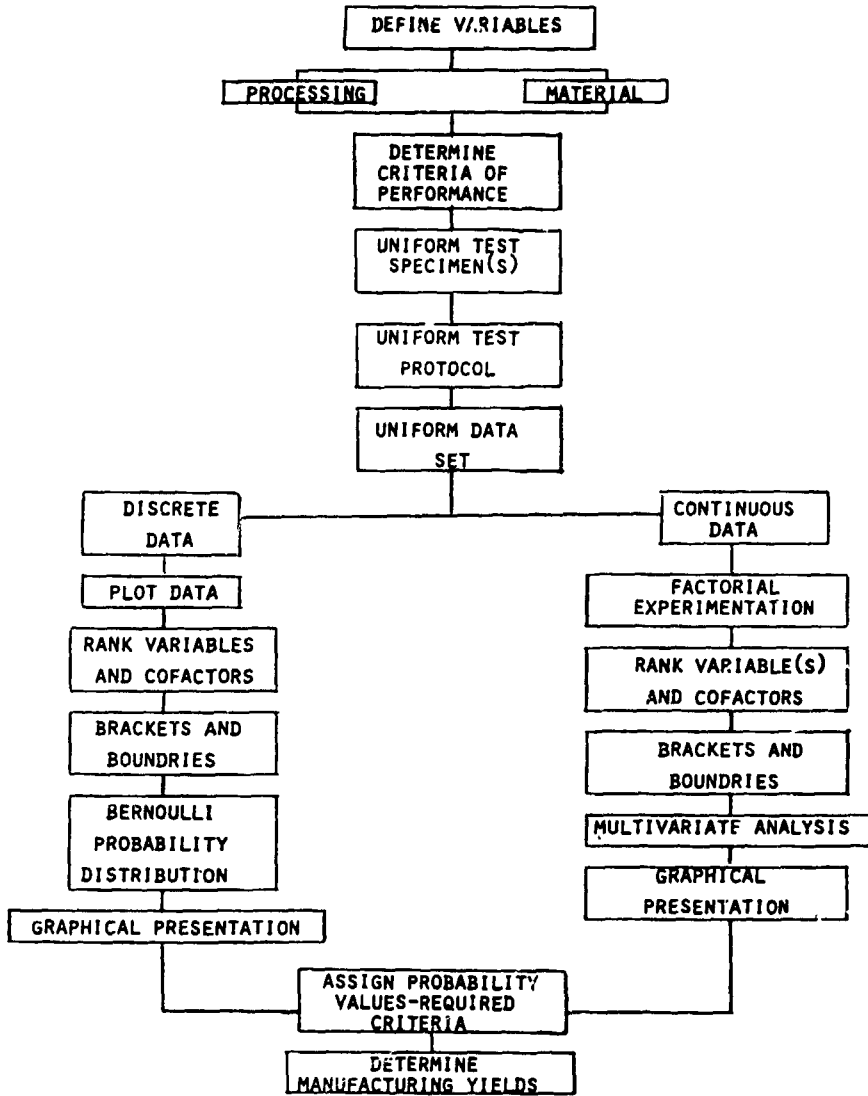 DEFINE VARIABLES
PROCESSING
MATERIAL
DETERMINE
CRITERIA OF
PERFORMANCE
UNIFORM TEST
SPECIMEN(S)
UNIFORM TEST
PROTOCOL
UNIFORM DATA
SET
DISCRETE
DATA
PLOT DATA
RANK VARIABLES
AND COFACTORS
BRACKETS AND
BOUNDRIES
BERNOULLI
PROBABILITY
DISTRIBUTION
GRAPHICAL PRESENTATION
CONTINUOUS
DATA
FACTORIAL
EXPERIMENTATION
RANK VARIABLE(S)
AND COFACTORS
BRACKETS AND
BOUNDRIES
MULTIVARIATE ANALYSIS
GRAPHICAL
PRESENTATION
ASSIGN PROBABILITY
VALUES-REQUIRED
CRITERIA
DETERMINE
MANUFACTURING YIELDS